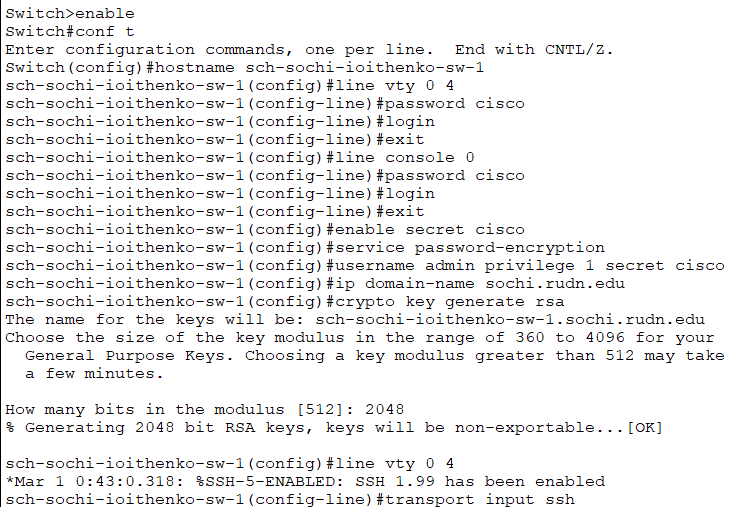 Switch>enable
Switch#conf t
Enter configuration commands, one per line.  End with CNTL/Z.
Switch(config)#hostname sch-sochi-ioithenko-sw-1
sch-sochi-ioithenko-sw-1(config)#line vty 0 4
sch-sochi-ioithenko-sw-1(config-line)#password cisco
sch-sochi-ioithenko-sw-1(config-line)#login
sch-sochi-ioithenko-sw-1(config-line)#exit
sch-sochi-ioithenko-sw-1(config)#line console 0
sch-sochi-ioithenko-sw-1(config-line)#password cisco
sch-sochi-ioithenko-sw-1(config-line)#login
sch-sochi-ioithenko-sw-1(config-line)#exit
sch-sochi-ioithenko-sw-1(config)#enable secret cisco
sch-sochi-ioithenko-sw-1(config)#service password-encryption
sch-sochi-ioithenko-sw-1(config)#username admin privilege 1 secret cisco
sch-sochi-ioithenko-sw-1(config)#ip domain-name sochi.rudn.edu
sch-sochi-ioithenko-sw-1(config)#crypto key generate rsa
The name for the keys will be: sch-sochi-ioithenko-sw-1.sochi.rudn.edu
Choose the size of the key modulus in the range of 360 to 4096 for your
  General Purpose Keys. Choosing a key modulus greater than 512 may take
  a few minutes.

How many bits in the modulus [512]: 2048
% Generating 2048 bit RSA keys, keys will be non-exportable...[OK]

sch-sochi-ioithenko-sw-1(config)#line vty 0 4
*Mar 1 0:43:0.318: %SSH-5-ENABLED: SSH 1.99 has been enabled
sch-sochi-ioithenko-sw-1(config-line)#transport input ssh